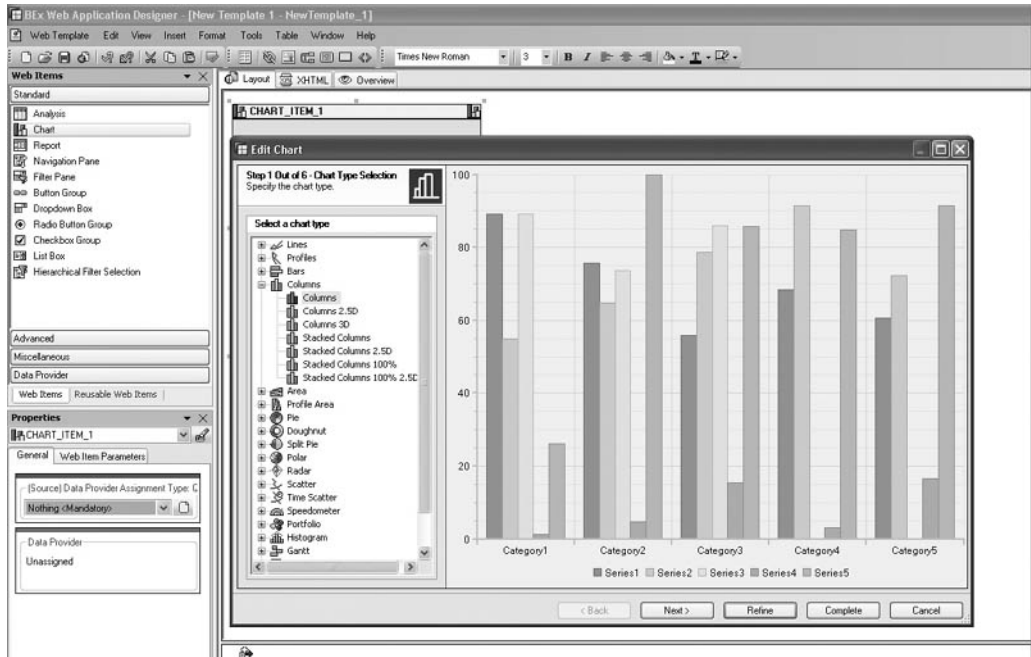 BEx Web Application Designer - [New Template 1 - NewTemplate_1]
Web Template Edit View Insert Format Tools Table Window Help
Times New Roman 3 B I T
Web Items
Standard
Analysis
Chart
Report
Navigation Pane
Filter Pane
Button Group
Dropdown Box
Radio Button Group
Checkbox Group
List Box
Hierarchical Filter Selection
Advanced
Miscellaneous
Data Provider
Web Items Reusable Web Items
Properties
CHART_ITEM_1
General Web Item Parameters
(Source) Data Provider Assignment Type: C
Nothing <Mandatory>
Data Provider
Unassigned
Layout XHTML Overview
CHART_ITEM_1
Edit Chart
Step 1 Out of 6 - Chart Type Selection
Specify the chart type.
Select a chart type
Lines
Profiles
Bars
Columns
Columns
Columns 2.5D
Columns 3D
Stacked Columns
Stacked Columns 2.5D
Stacked Columns 100%
Stacked Columns 100% 2.5D
Area
Profile Area
Pie
Doughnut
Split Pie
Polar
Radar
Scatter
Time Scatter
Speedometer
Portfolio
Histogram
Gantt
100
80
60
40
20
0
Category1 Category2 Category3 Category4 Category5
Series1 Series2 Series3 Series4 Series5
< Back Next > Refine Complete Cancel